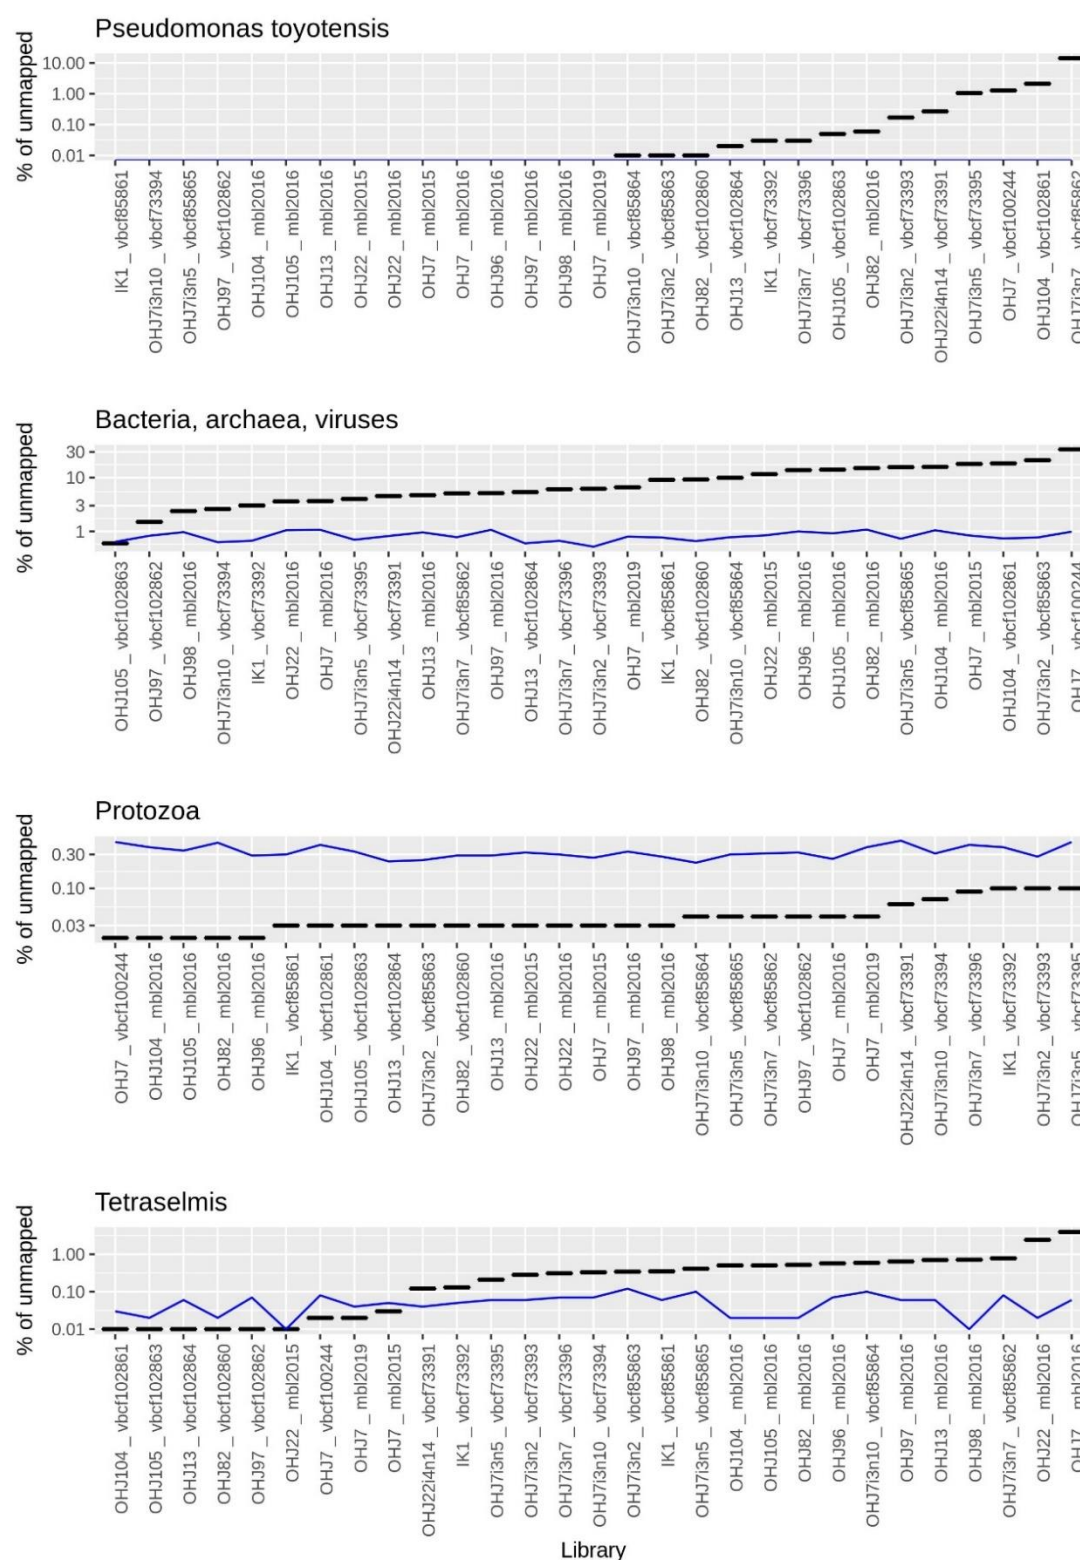 Pseudomonas toyotensis
% of unmapped
10.00
1.00
0.10
0.01
IK1 _ vbcf85861
OHJ7i3n10 _ vbcf73394
OHJ7i3n5 _ vbcf85865
OHJ97 _ vbcf102862
OHJ104 _ mbl2016
OHJ105 _ mbl2016
OHJ13 _ mbl2016
OHJ22 _ mbl2015
OHJ22 _ mbl2016
OHJ7 _ mbl2015
OHJ7 _ mbl2016
OHJ96 _ mbl2016
OHJ97 _ mbl2016
OHJ98 _ mbl2016
OHJ7 _ mbl2019
OHJ7i3n10 _ vbcf85864
OHJ7i3n2 _ vbcf85863
OHJ82 _ vbcf102860
OHJ13 _ vbcf102864
IK1 _ vbcf73392
OHJ7i3n7 _ vbcf73396
OHJ105 _ vbcf102863
OHJ82 _ mbl2016
OHJ7i3n2 _ vbcf73393
OHJ22i4n14 _ vbcf73391
OHJ7i3n5 _ vbcf73395
OHJ7 _ vbcf100244
OHJ104 _ vbcf102861
OHJ7i3n7 _ vbcf85862
Bacteria, archaea, viruses
% of unmapped
30
10
3
1
OHJ105 _ vbcf102863
OHJ97 _ vbcf102862
OHJ98 _ mbl2016
OHJ7i3n10 _ vbcf73394
IK1 _ vbcf73392
OHJ22 _ mbl2016
OHJ7 _ mbl2016
OHJ7i3n5 _ vbcf73395
OHJ22i4n14 _ vbcf73391
OHJ13 _ mbl2016
OHJ7i3n7 _ vbcf85862
OHJ97 _ mbl2016
OHJ13 _ vbcf102864
OHJ7i3n7 _ vbcf73396
OHJ7i3n2 _ vbcf73393
OHJ7 _ mbl2019
IK1 _ vbcf85861
OHJ82 _ vbcf102860
OHJ7i3n10 _ vbcf85864
OHJ22 _ mbl2015
OHJ96 _ mbl2016
OHJ105 _ mbl2016
OHJ82 _ mbl2016
OHJ7i3n5 _ vbcf85865
OHJ104 _ mbl2016
OHJ7 _ mbl2015
OHJ104 _ vbcf102861
OHJ7i3n2 _ vbcf85863
OHJ7 _ vbcf100244
Protozoa
% of unmapped
0.30
0.10
0.03
OHJ7 _ vbcf100244
OHJ104 _ mbl2016
OHJ105 _ mbl2016
OHJ82 _ mbl2016
OHJ96 _ mbl2016
IK1 _ vbcf85861
OHJ104 _ vbcf102861
OHJ105 _ vbcf102863
OHJ13 _ vbcf102864
OHJ7i3n2 _ vbcf85863
OHJ82 _ vbcf102860
OHJ13 _ mbl2016
OHJ22 _ mbl2015
OHJ22 _ mbl2016
OHJ7 _ mbl2015
OHJ97 _ mbl2016
OHJ98 _ mbl2016
OHJ7i3n10 _ vbcf85864
OHJ7i3n5 _ vbcf85865
OHJ7i3n7 _ vbcf85862
OHJ97 _ vbcf102862
OHJ7 _ mbl2016
OHJ7 _ mbl2019
OHJ22i4n14 _ vbcf73391
OHJ7i3n10 _ vbcf73394
OHJ7i3n7 _ vbcf73396
IK1 _ vbcf73392
OHJ7i3n2 _ vbcf73393
OHJ7i3n5 _ vbcf73395
Tetraselmis
% of unmapped
1.00
0.10
0.01
OHJ104 _ vbcf102861
OHJ105 _ vbcf102863
OHJ13 _ vbcf102864
OHJ82 _ vbcf102860
OHJ97 _ vbcf102862
OHJ22 _ mbl2015
OHJ7 _ vbcf100244
OHJ7 _ mbl2019
OHJ7 _ mbl2015
OHJ22i4n14 _ vbcf73391
IK1 _ vbcf73392
OHJ7i3n5 _ vbcf73395
OHJ7i3n2 _ vbcf73393
OHJ7i3n7 _ vbcf73396
OHJ7i3n10 _ vbcf73394
OHJ7i3n2 _ vbcf85863
IK1 _ vbcf85861
OHJ7i3n5 _ vbcf85865
OHJ104 _ mbl2016
OHJ105 _ mbl2016
OHJ82 _ mbl2016
OHJ96 _ mbl2016
OHJ7i3n10 _ vbcf85864
OHJ97 _ mbl2016
OHJ13 _ mbl2016
OHJ98 _ mbl2016
OHJ7i3n7 _ vbcf85862
OHJ22 _ mbl2016
OHJ7 _ mbl2016
Library